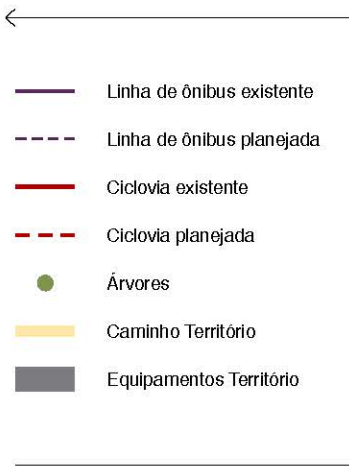 Linha de ônibus existente
Linha de ônibus planejada
Ciclovia existente
Ciclovia planejada
Árvores
Caminho Território
Equipamentos Território